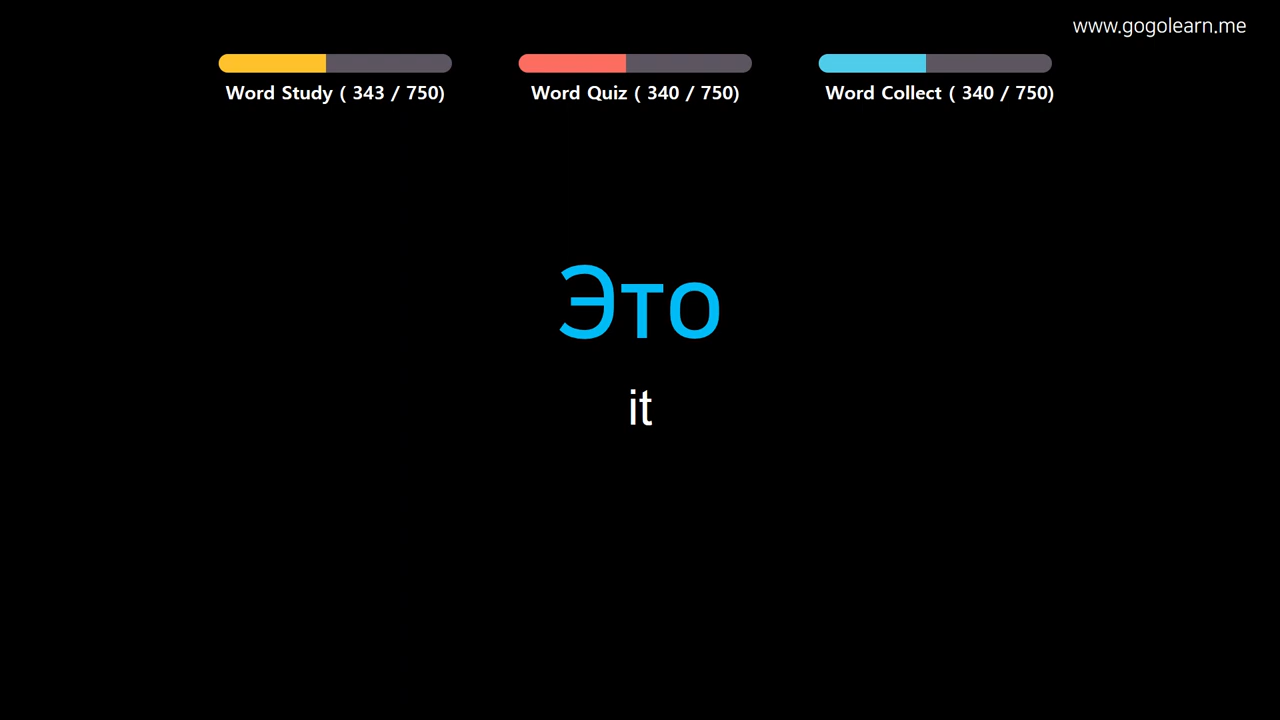 www.gogolearn.me
Word Study ( 343 / 750)
Word Quiz ( 340 / 750)
Word Collect ( 340 / 750)
Это
it